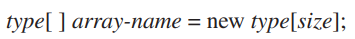 type[ ] array-name = new type[size];